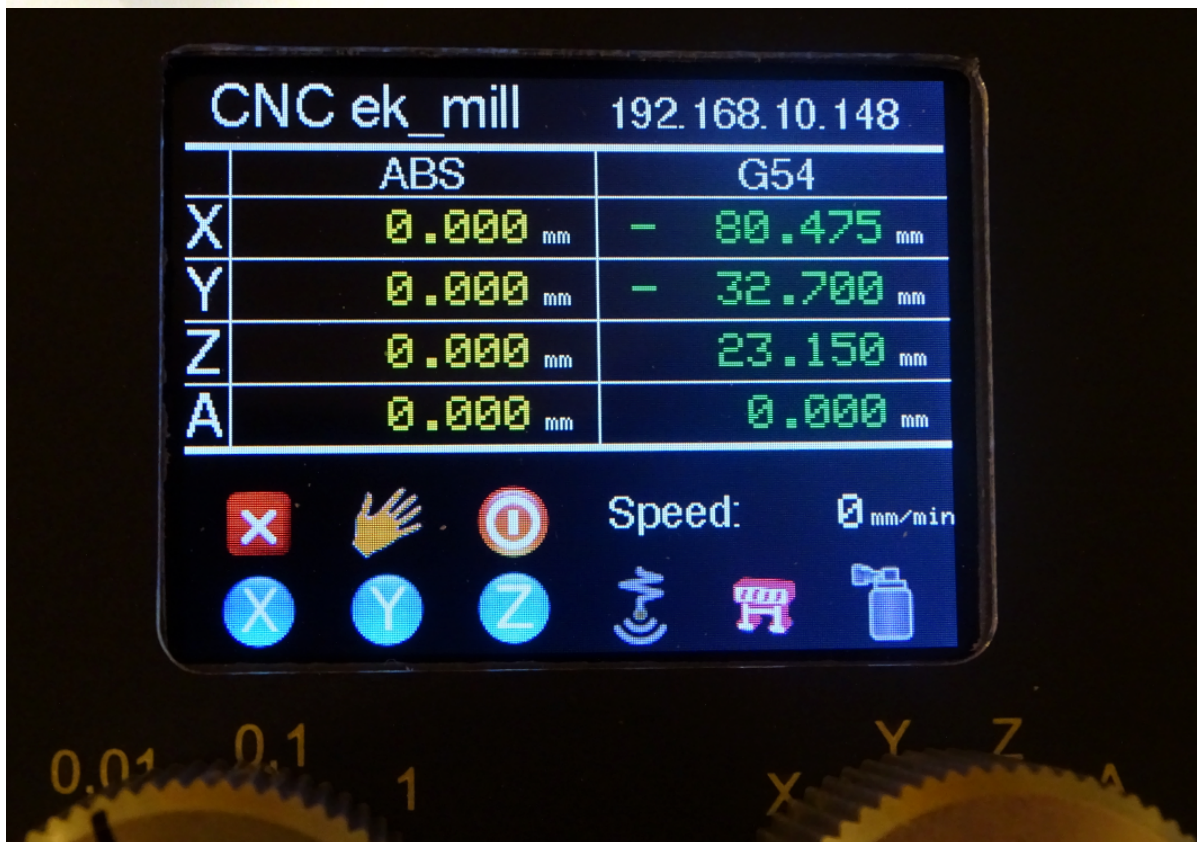 CNC ek_mill 192.168.10.148
ABS G54
X 0.000 mm - 80.475 mm
Y 0.000 mm - 32.700 mm
Z 0.000 mm 23.150 mm
A 0.000 mm 0.000 mm
Speed: 0 mm/min
X Y Z
0,01 0,1 1
X Y Z A